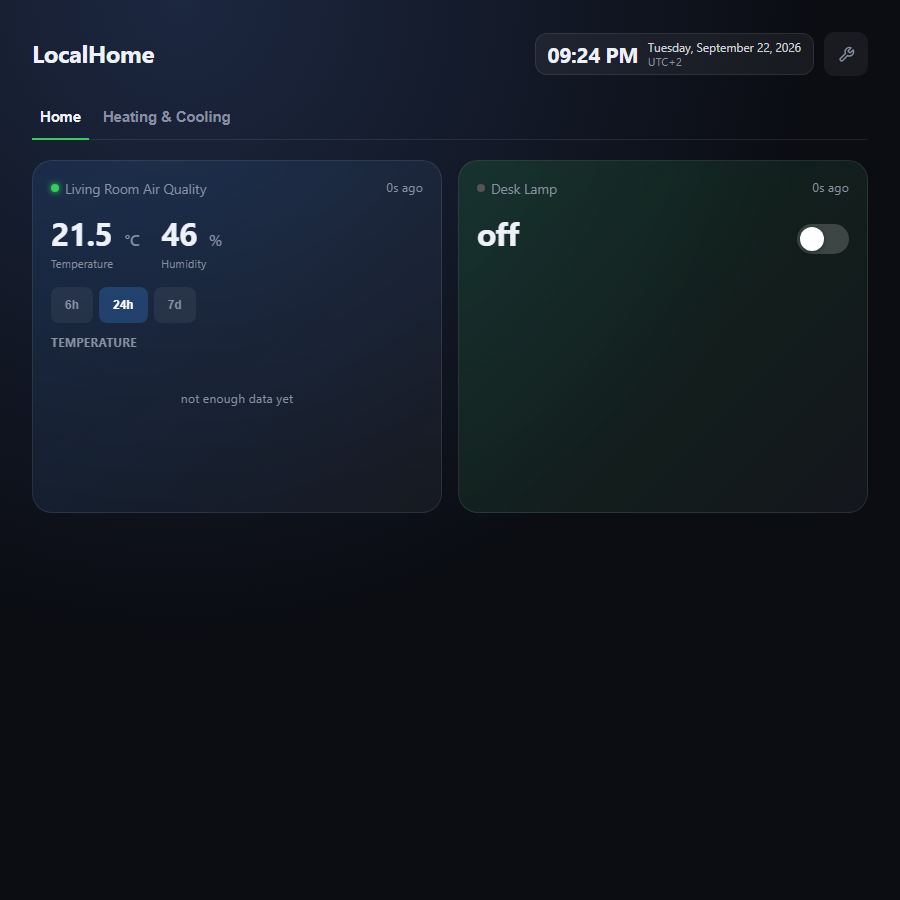 LocalHome
09:24 PM
Tuesday, September 22, 2026
UTC+2
Home
Heating & Cooling
Living Room Air Quality
0s ago
21.5 °C
46 %
Temperature
Humidity
6h
24h
7d
TEMPERATURE
not enough data yet
Desk Lamp
0s ago
off